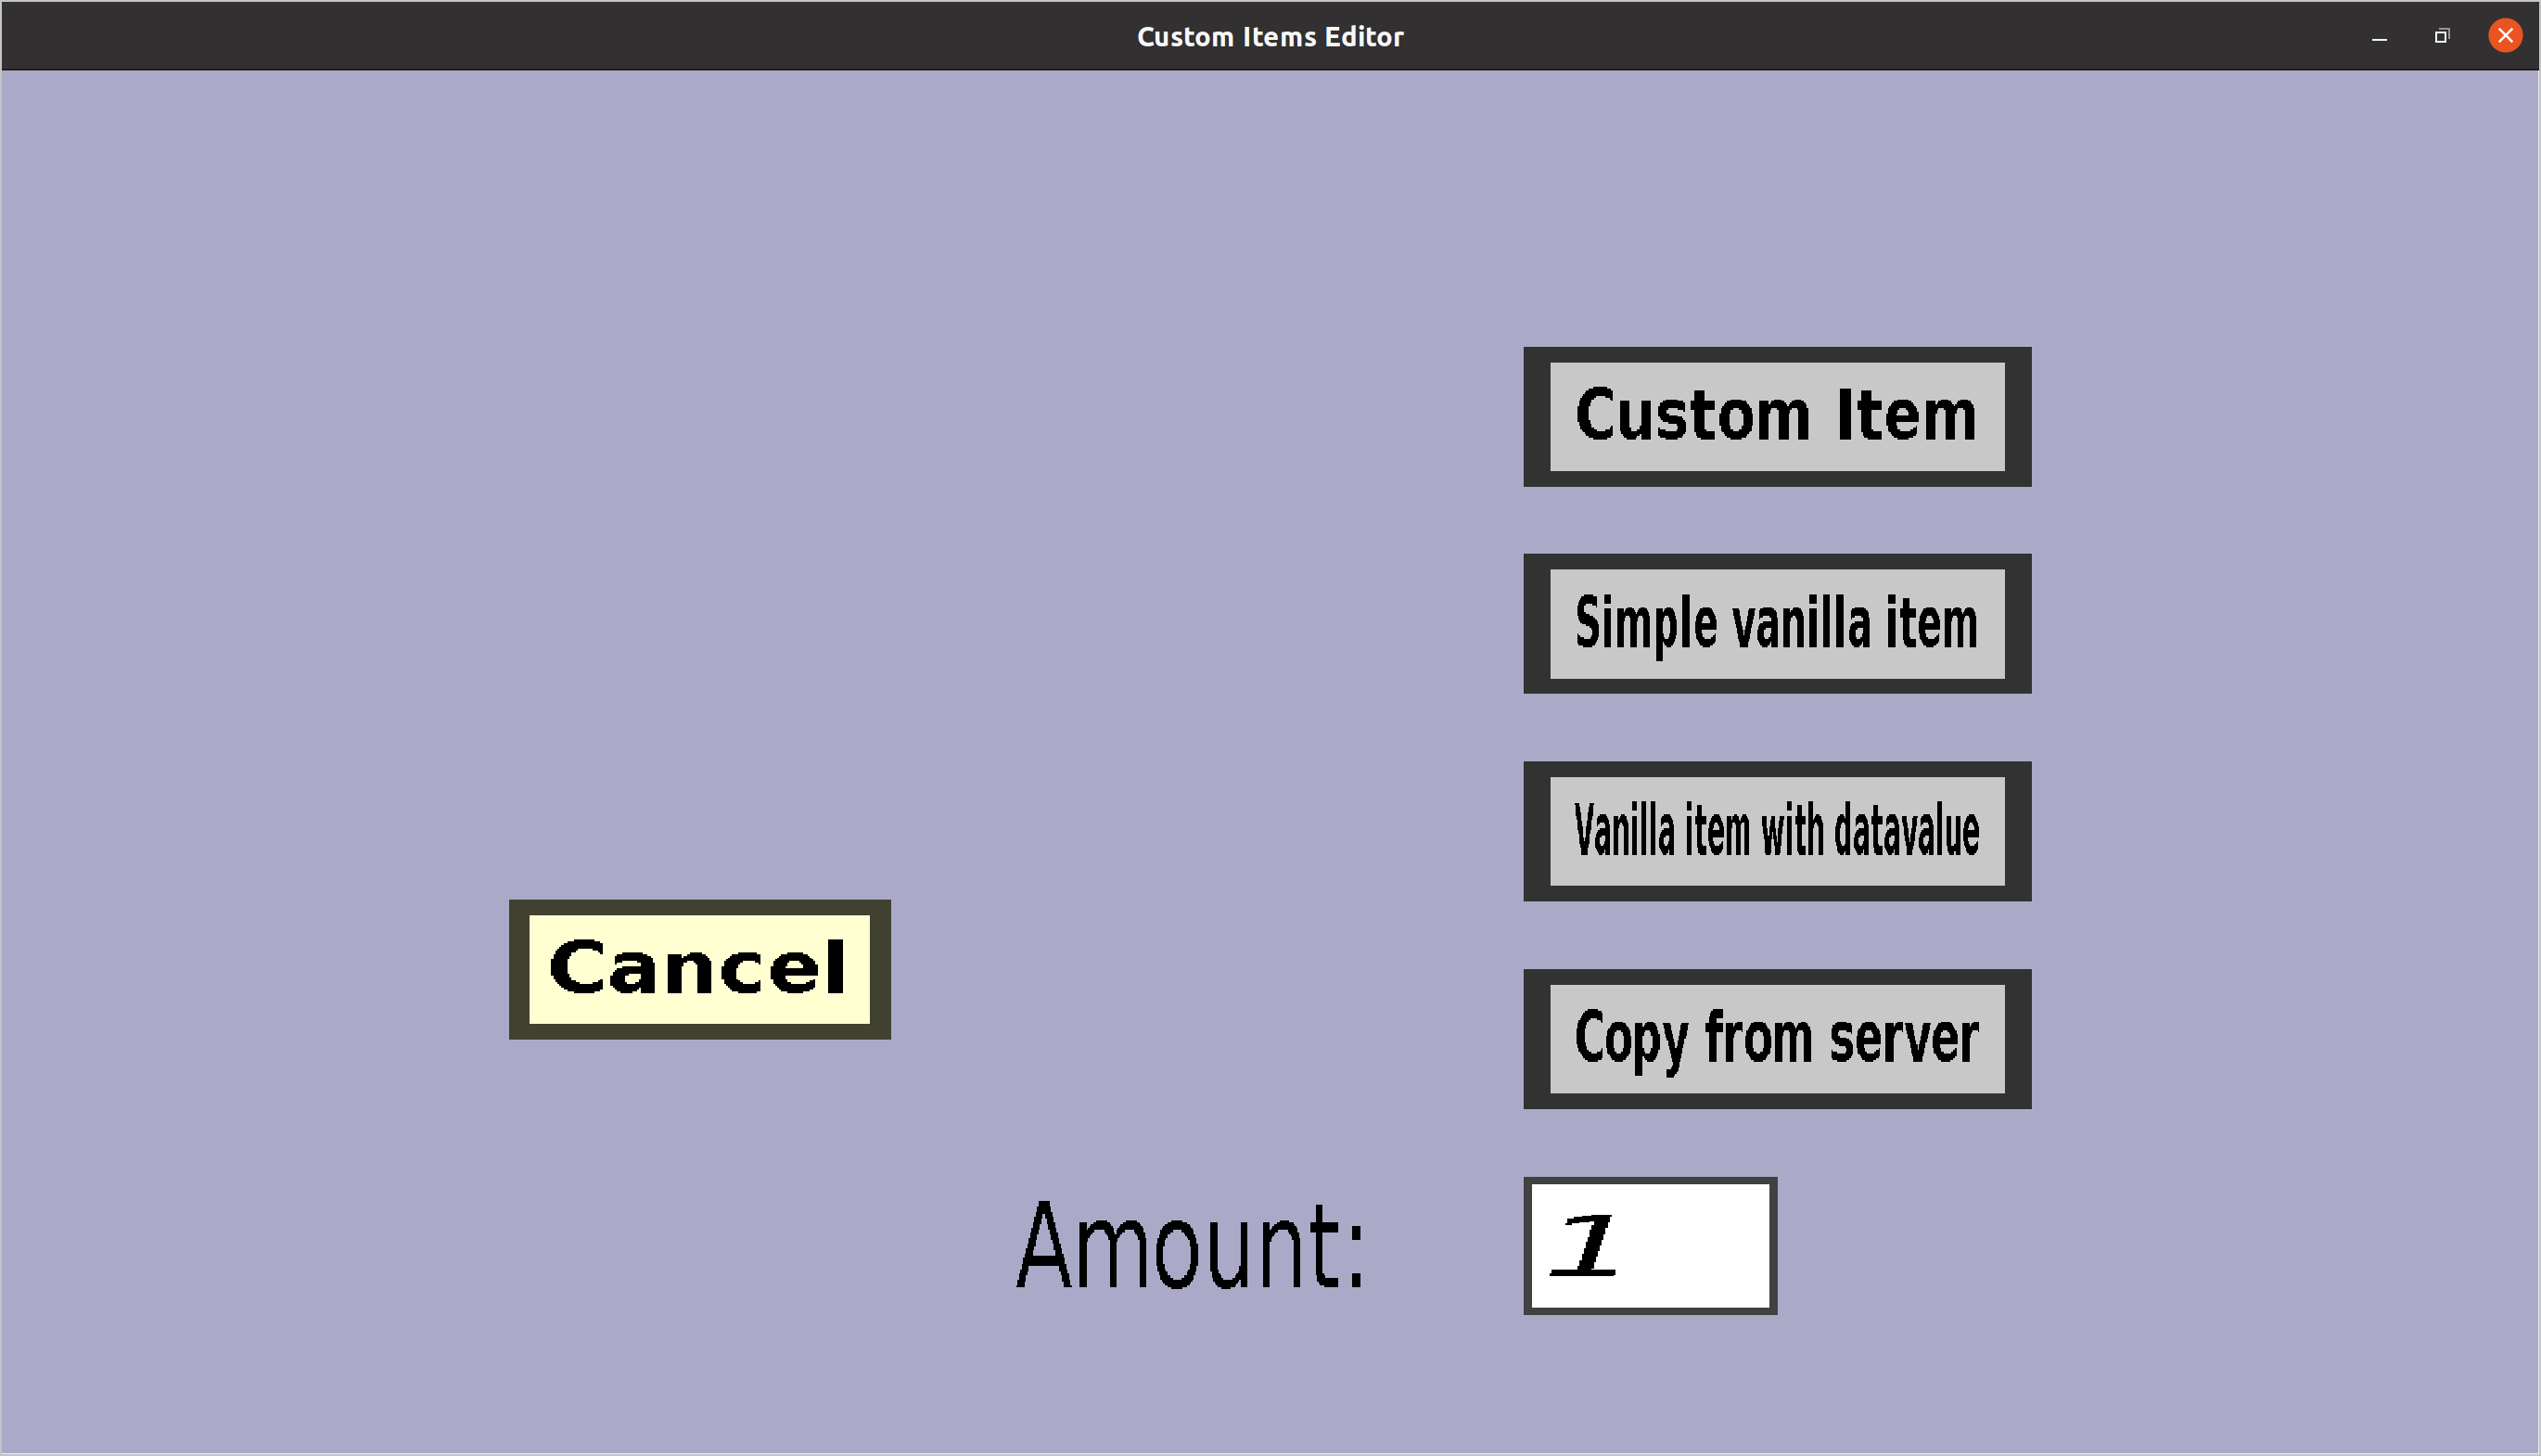 Custom Items Editor
Custom Item
Simple vanilla item
Vanilla item with datavalue
Cancel
Copy from server
Amount: 1